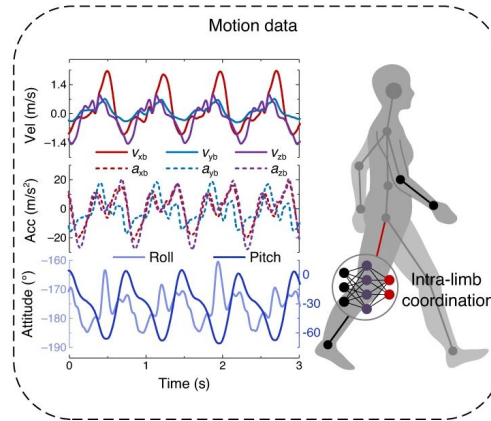 Motion data
Vel (m/s)
1.4
0.0
−1.4
v_xb v_yb v_zb
a_xb a_yb a_zb
Acc (m/s²)
20
0
−20
Roll Pitch
Attitude (°)
−160
−170
−180
−190
0
−30
−60
0 1 2 3
Time (s)
Intra-limb
coordination